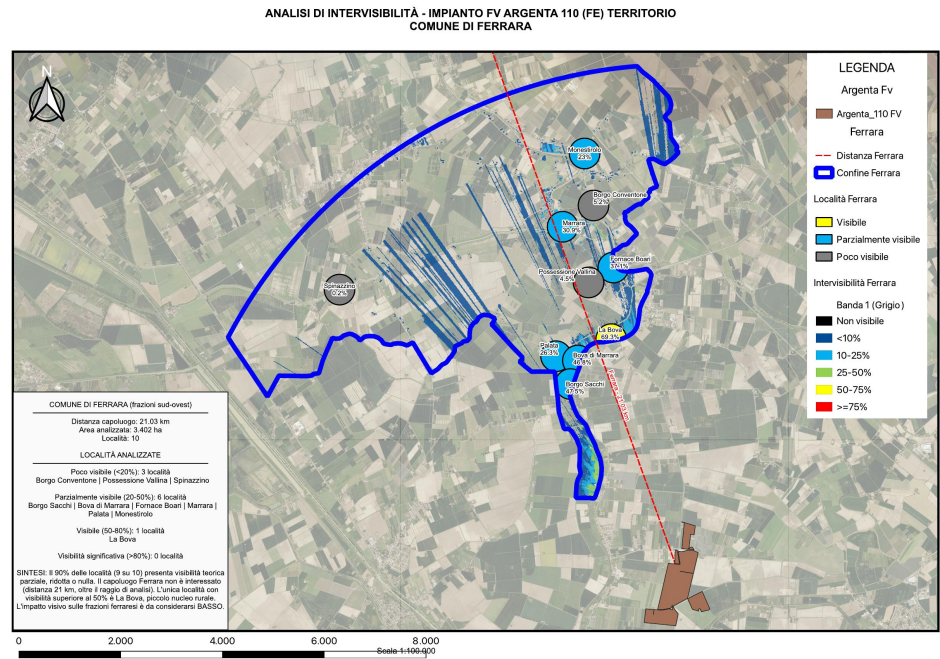 ANALISI DI INTERVISIBILITÀ - IMPIANTO FV ARGENTA 110 (FE) TERRITORIO
COMUNE DI FERRARA
N
LEGENDA
Argenta Fv
Argenta_110 FV
Ferrara
Distanza Ferrara
Confine Ferrara
Località Ferrara
Visibile
Parzialmente visibile
Poco visibile
Intervisibilità Ferrara
Banda 1 (Grigio)
Non visibile
<10%
10-25%
25-50%
50-75%
>=75%
Monestirolo
23%
Borgo Conventone
5.2%
Marrara
30.9%
Fornace Boari
37.1%
Possessione Vallina
4.5%
Spinazzino
0.2%
La Bova
69.3%
Palata
26.3%
Bova di Marrara
46.8%
Borgo Sacchi
47.5%
Ferrara - 21.03 km
COMUNE DI FERRARA (frazioni sud-ovest)
Distanza capoluogo: 21.03 km
Area analizzata: 3.402 ha
Località: 10
LOCALITÀ ANALIZZATE
Poco visibile (<20%): 3 località
Borgo Conventone | Possessione Vallina | Spinazzino
Parzialmente visibile (20-50%): 6 località
Borgo Sacchi | Bova di Marrara | Fornace Boari | Marrara |
Palata | Monestirolo
Visibile (50-80%): 1 località
La Bova
Visibilità significativa (>80%): 0 località
SINTESI: Il 90% delle località (9 su 10) presenta visibilità teorica
parziale, ridotta o nulla. Il capoluogo Ferrara non è interessato
(distanza 21 km, oltre il raggio di analisi). L'unica località con
visibilità superiore al 50% è La Bova, piccolo nucleo rurale.
L'impatto visivo sulle frazioni ferraresi è da considerarsi BASSO.
0 2.000 4.000 6.000 8.000
Scale 1:100.000